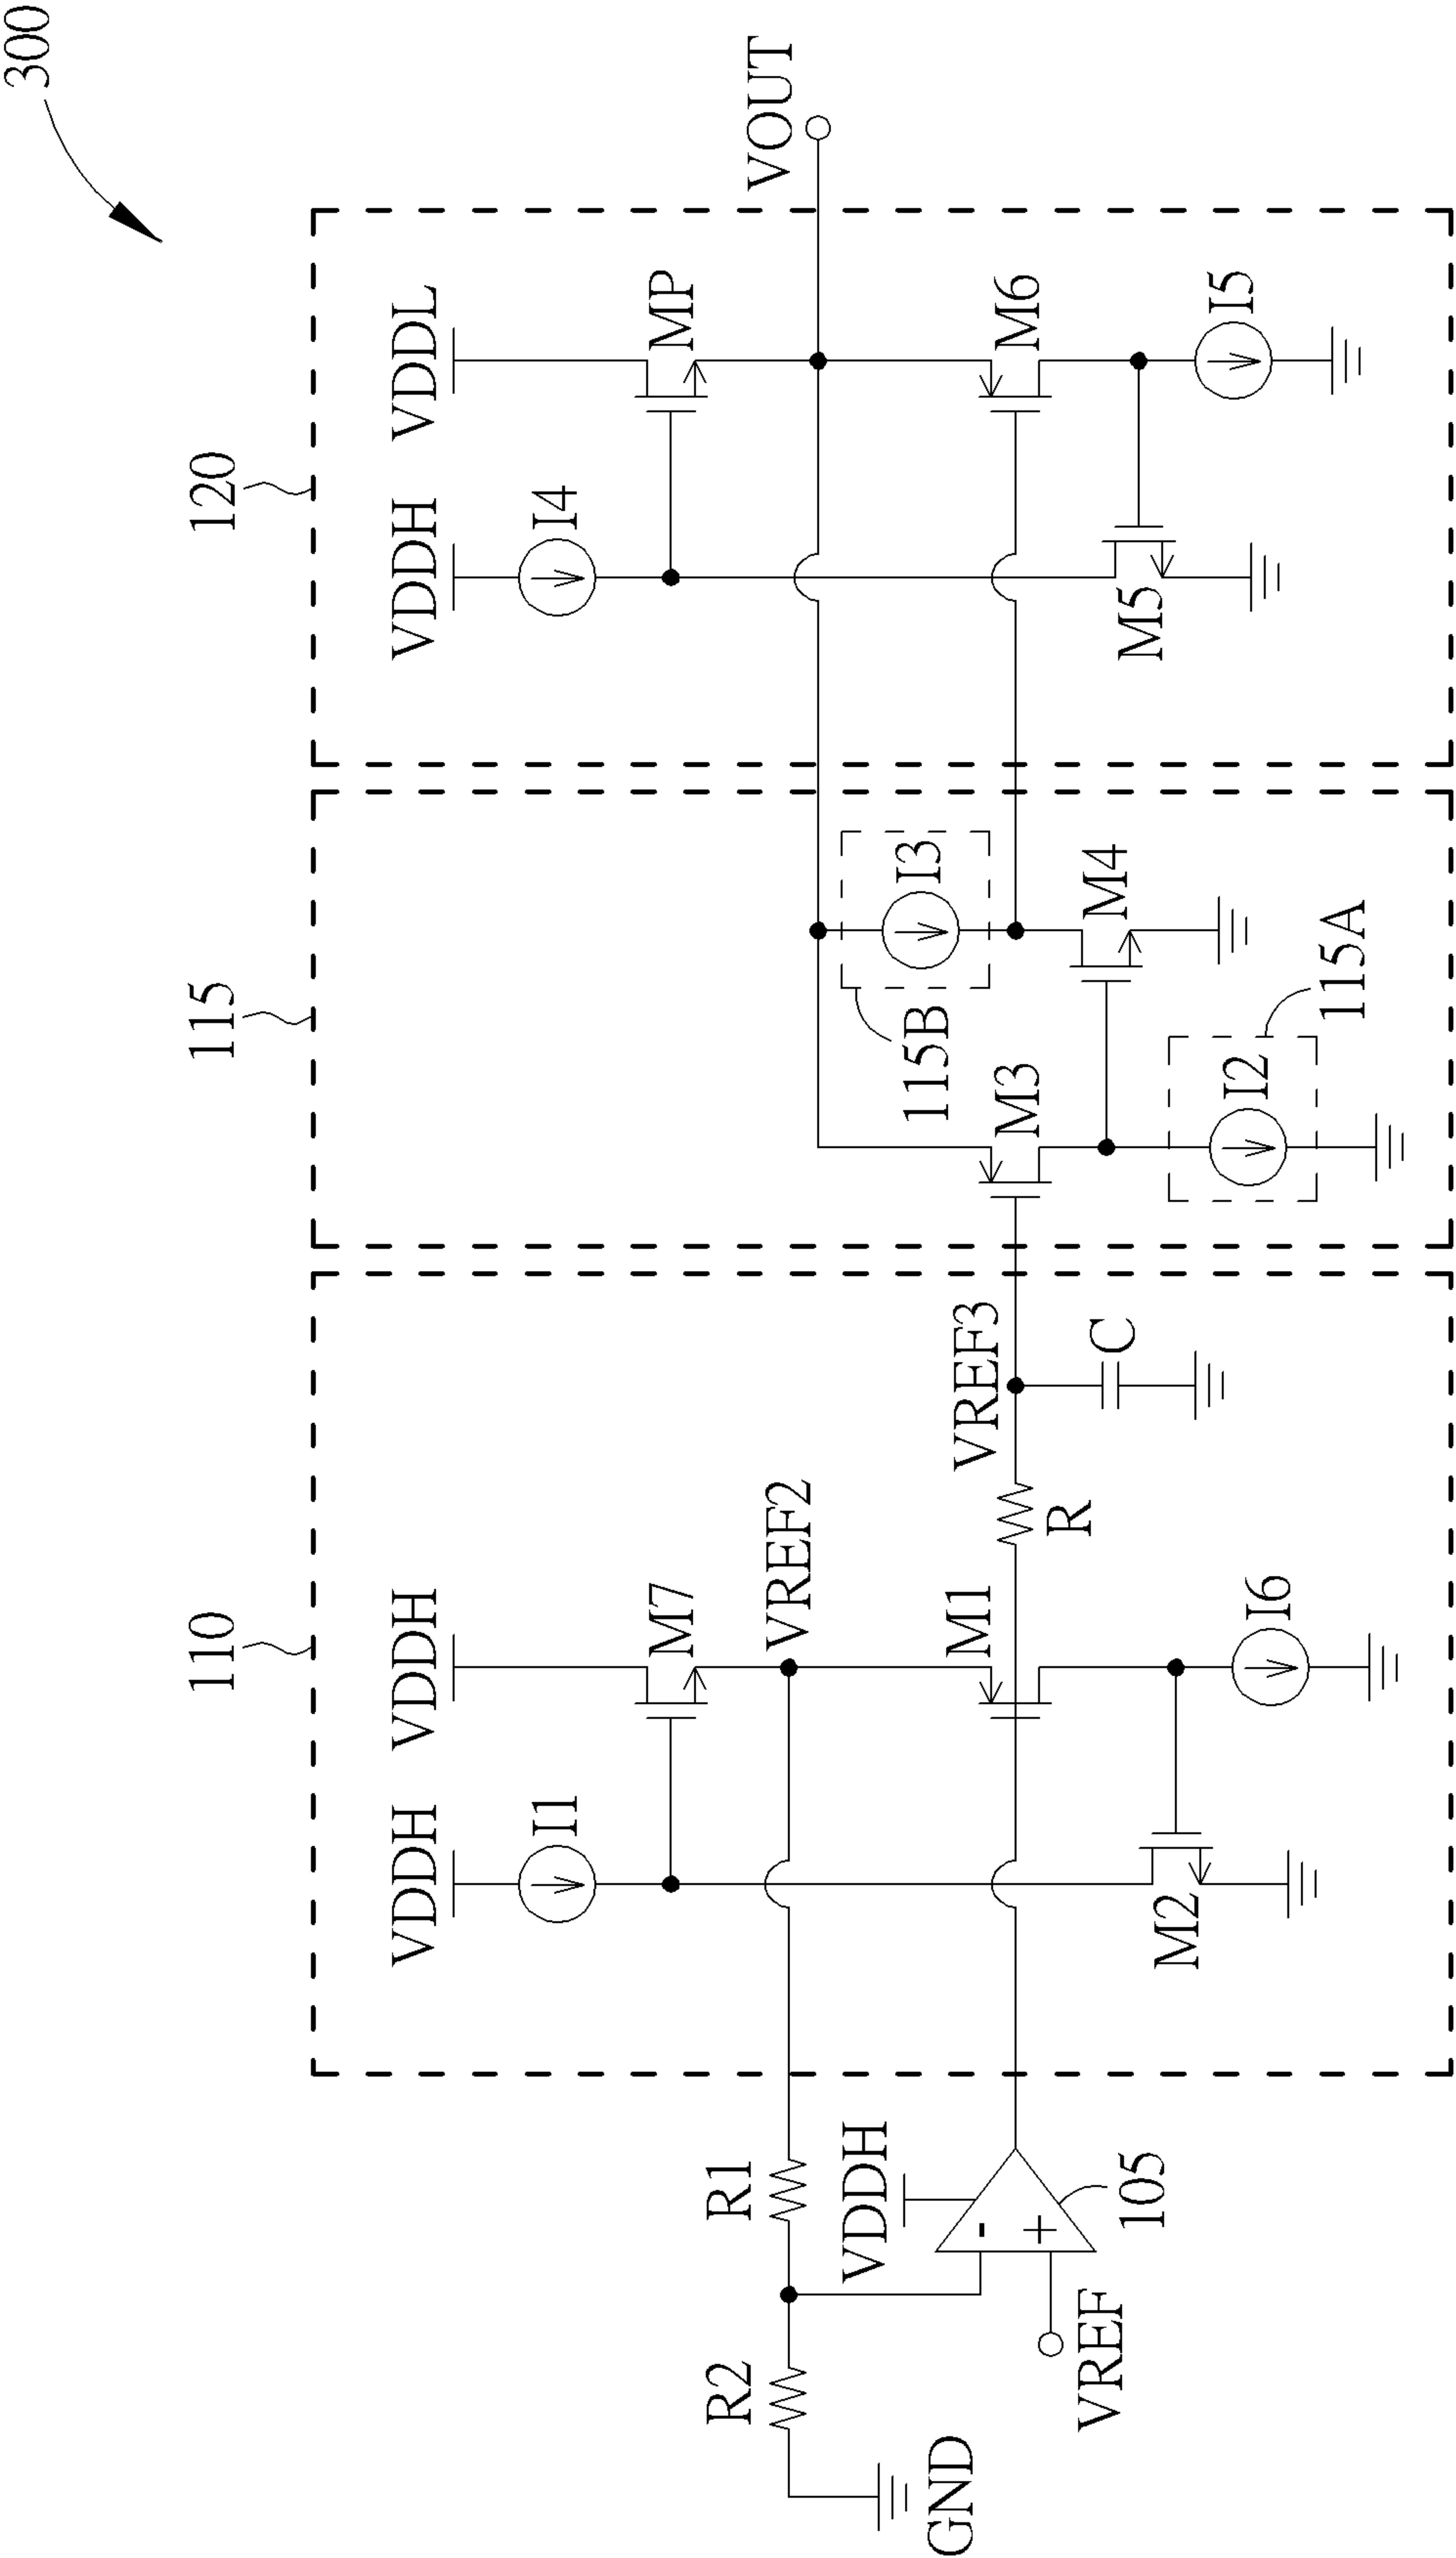 300
110
115
120
VDDH
VDDH
VDDH
VDDL
I1
M7
I4
MP
VREF2
VOUT
R2
R1
VDDH
GND
105
VREF
M1
R
VREF3
C
M2
I6
M3
115B
I3
M4
I2
115A
M5
M6
I5
-
+